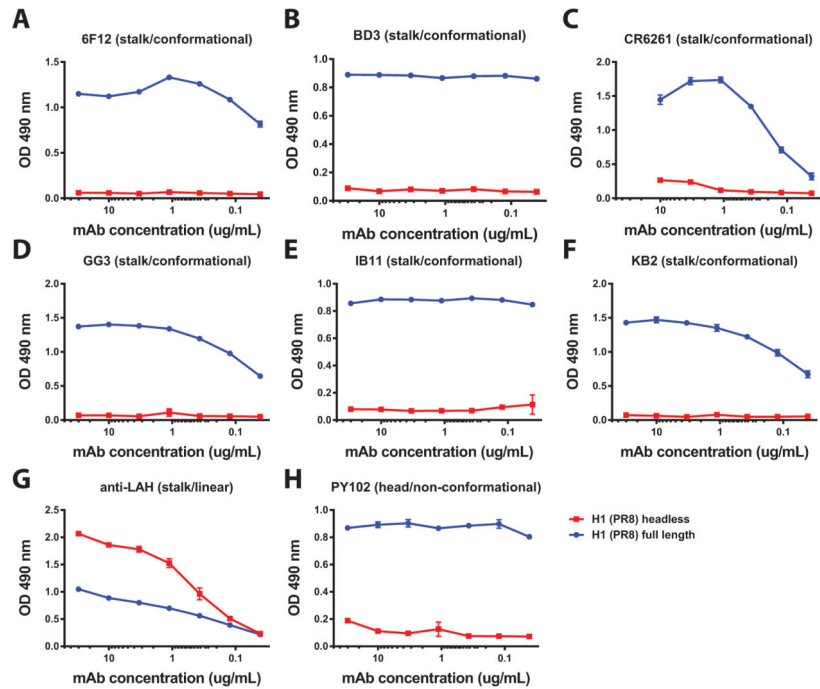 A
6F12 (stalk/conformational)
OD 490 nm
1.5
1.0
0.5
0.0
10
1
0.1
mAb concentration (ug/mL)
B
BD3 (stalk/conformational)
OD 490 nm
1.0
0.8
0.6
0.4
0.2
0.0
10
1
0.1
mAb concentration (ug/mL)
C
CR6261 (stalk/conformational)
OD 490 nm
2.0
1.5
1.0
0.5
0.0
10
1
0.1
mAb concentration (ug/mL)
D
GG3 (stalk/conformational)
OD 490 nm
2.0
1.5
1.0
0.5
0.0
10
1
0.1
mAb concentration (ug/mL)
E
IB11 (stalk/conformational)
OD 490 nm
1.0
0.8
0.6
0.4
0.2
0.0
10
1
0.1
mAb concentration (ug/mL)
F
KB2 (stalk/conformational)
OD 490 nm
2.0
1.5
1.0
0.5
0.0
10
1
0.1
mAb concentration (ug/mL)
G
anti-LAH (stalk/linear)
OD 490 nm
2.5
2.0
1.5
1.0
0.5
0.0
10
1
0.1
mAb concentration (ug/mL)
H
PY102 (head/non-conformational)
OD 490 nm
1.0
0.8
0.6
0.4
0.2
0.0
10
1
0.1
mAb concentration (ug/mL)
H1 (PR8) headless
H1 (PR8) full length